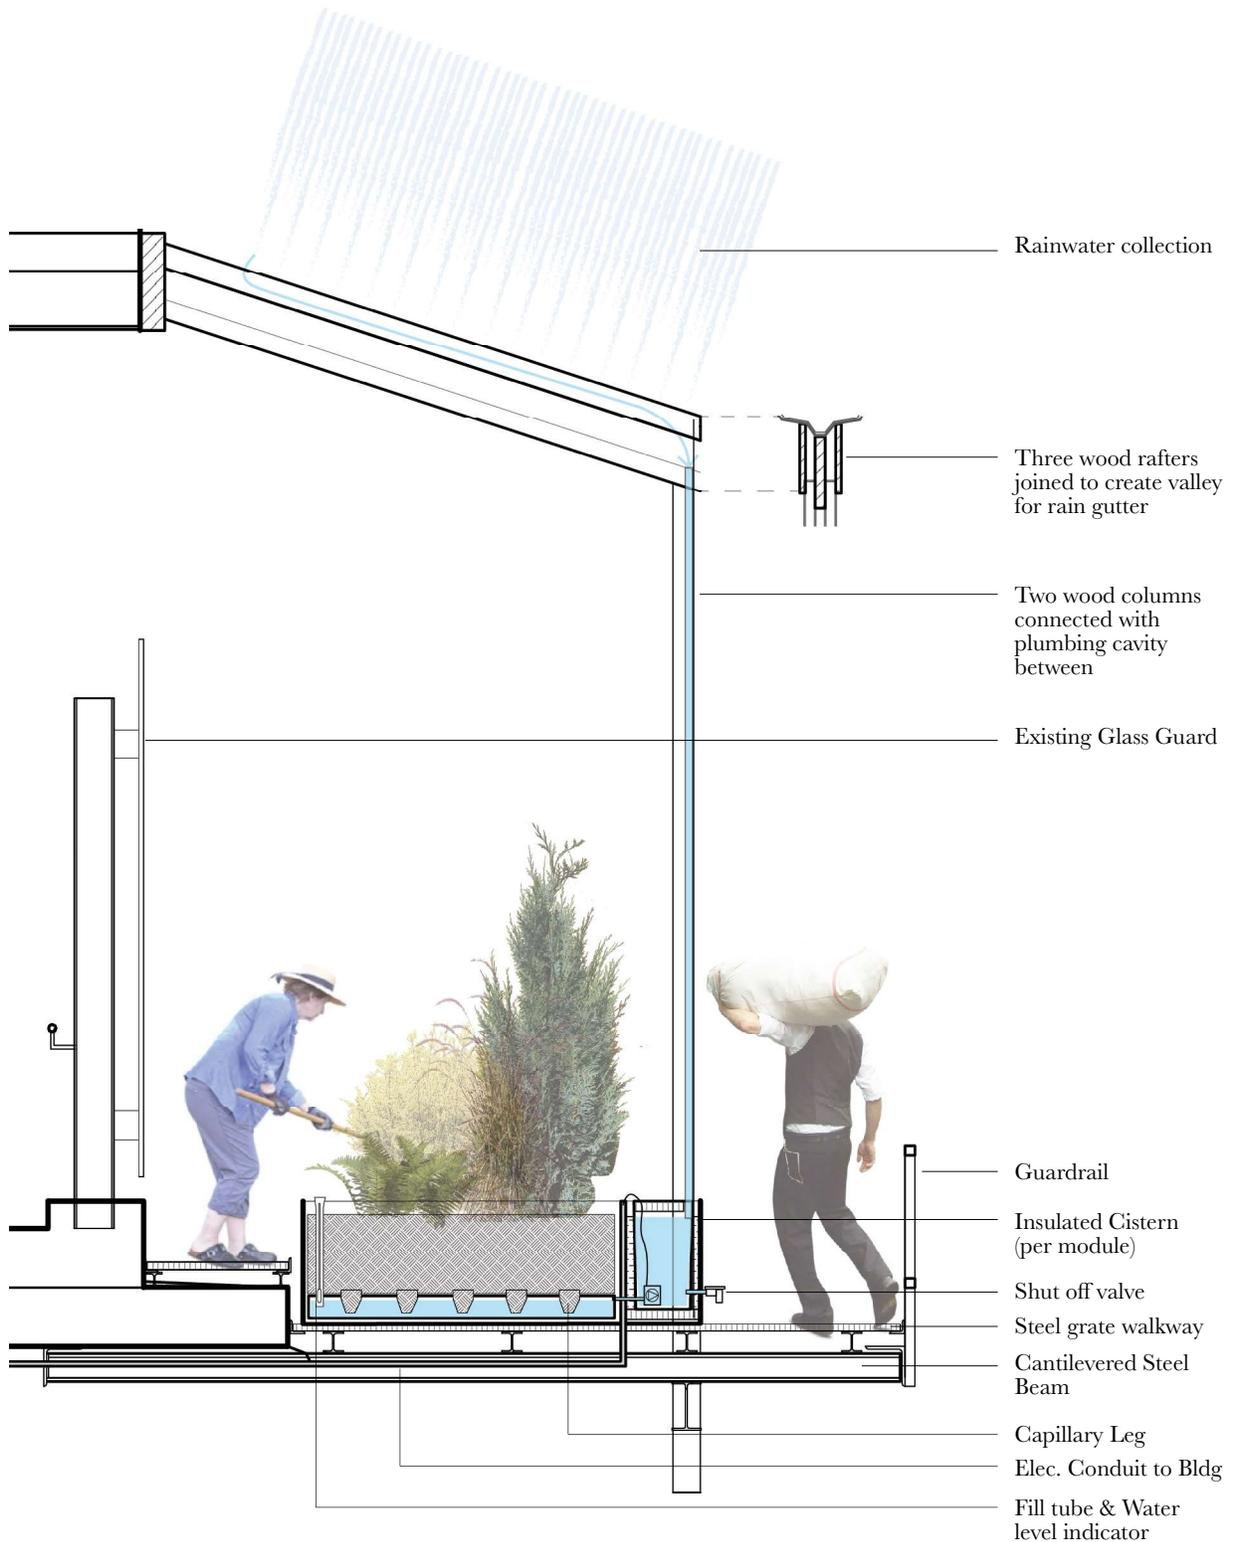 Rainwater collection
Three wood rafters
joined to create valley
for rain gutter
Two wood columns
connected with
plumbing cavity
between
Existing Glass Guard
Guardrail
Insulated Cistern
(per module)
Shut off valve
Steel grate walkway
Cantilevered Steel
Beam
Capillary Leg
Elec. Conduit to Bldg
Fill tube & Water
level indicator